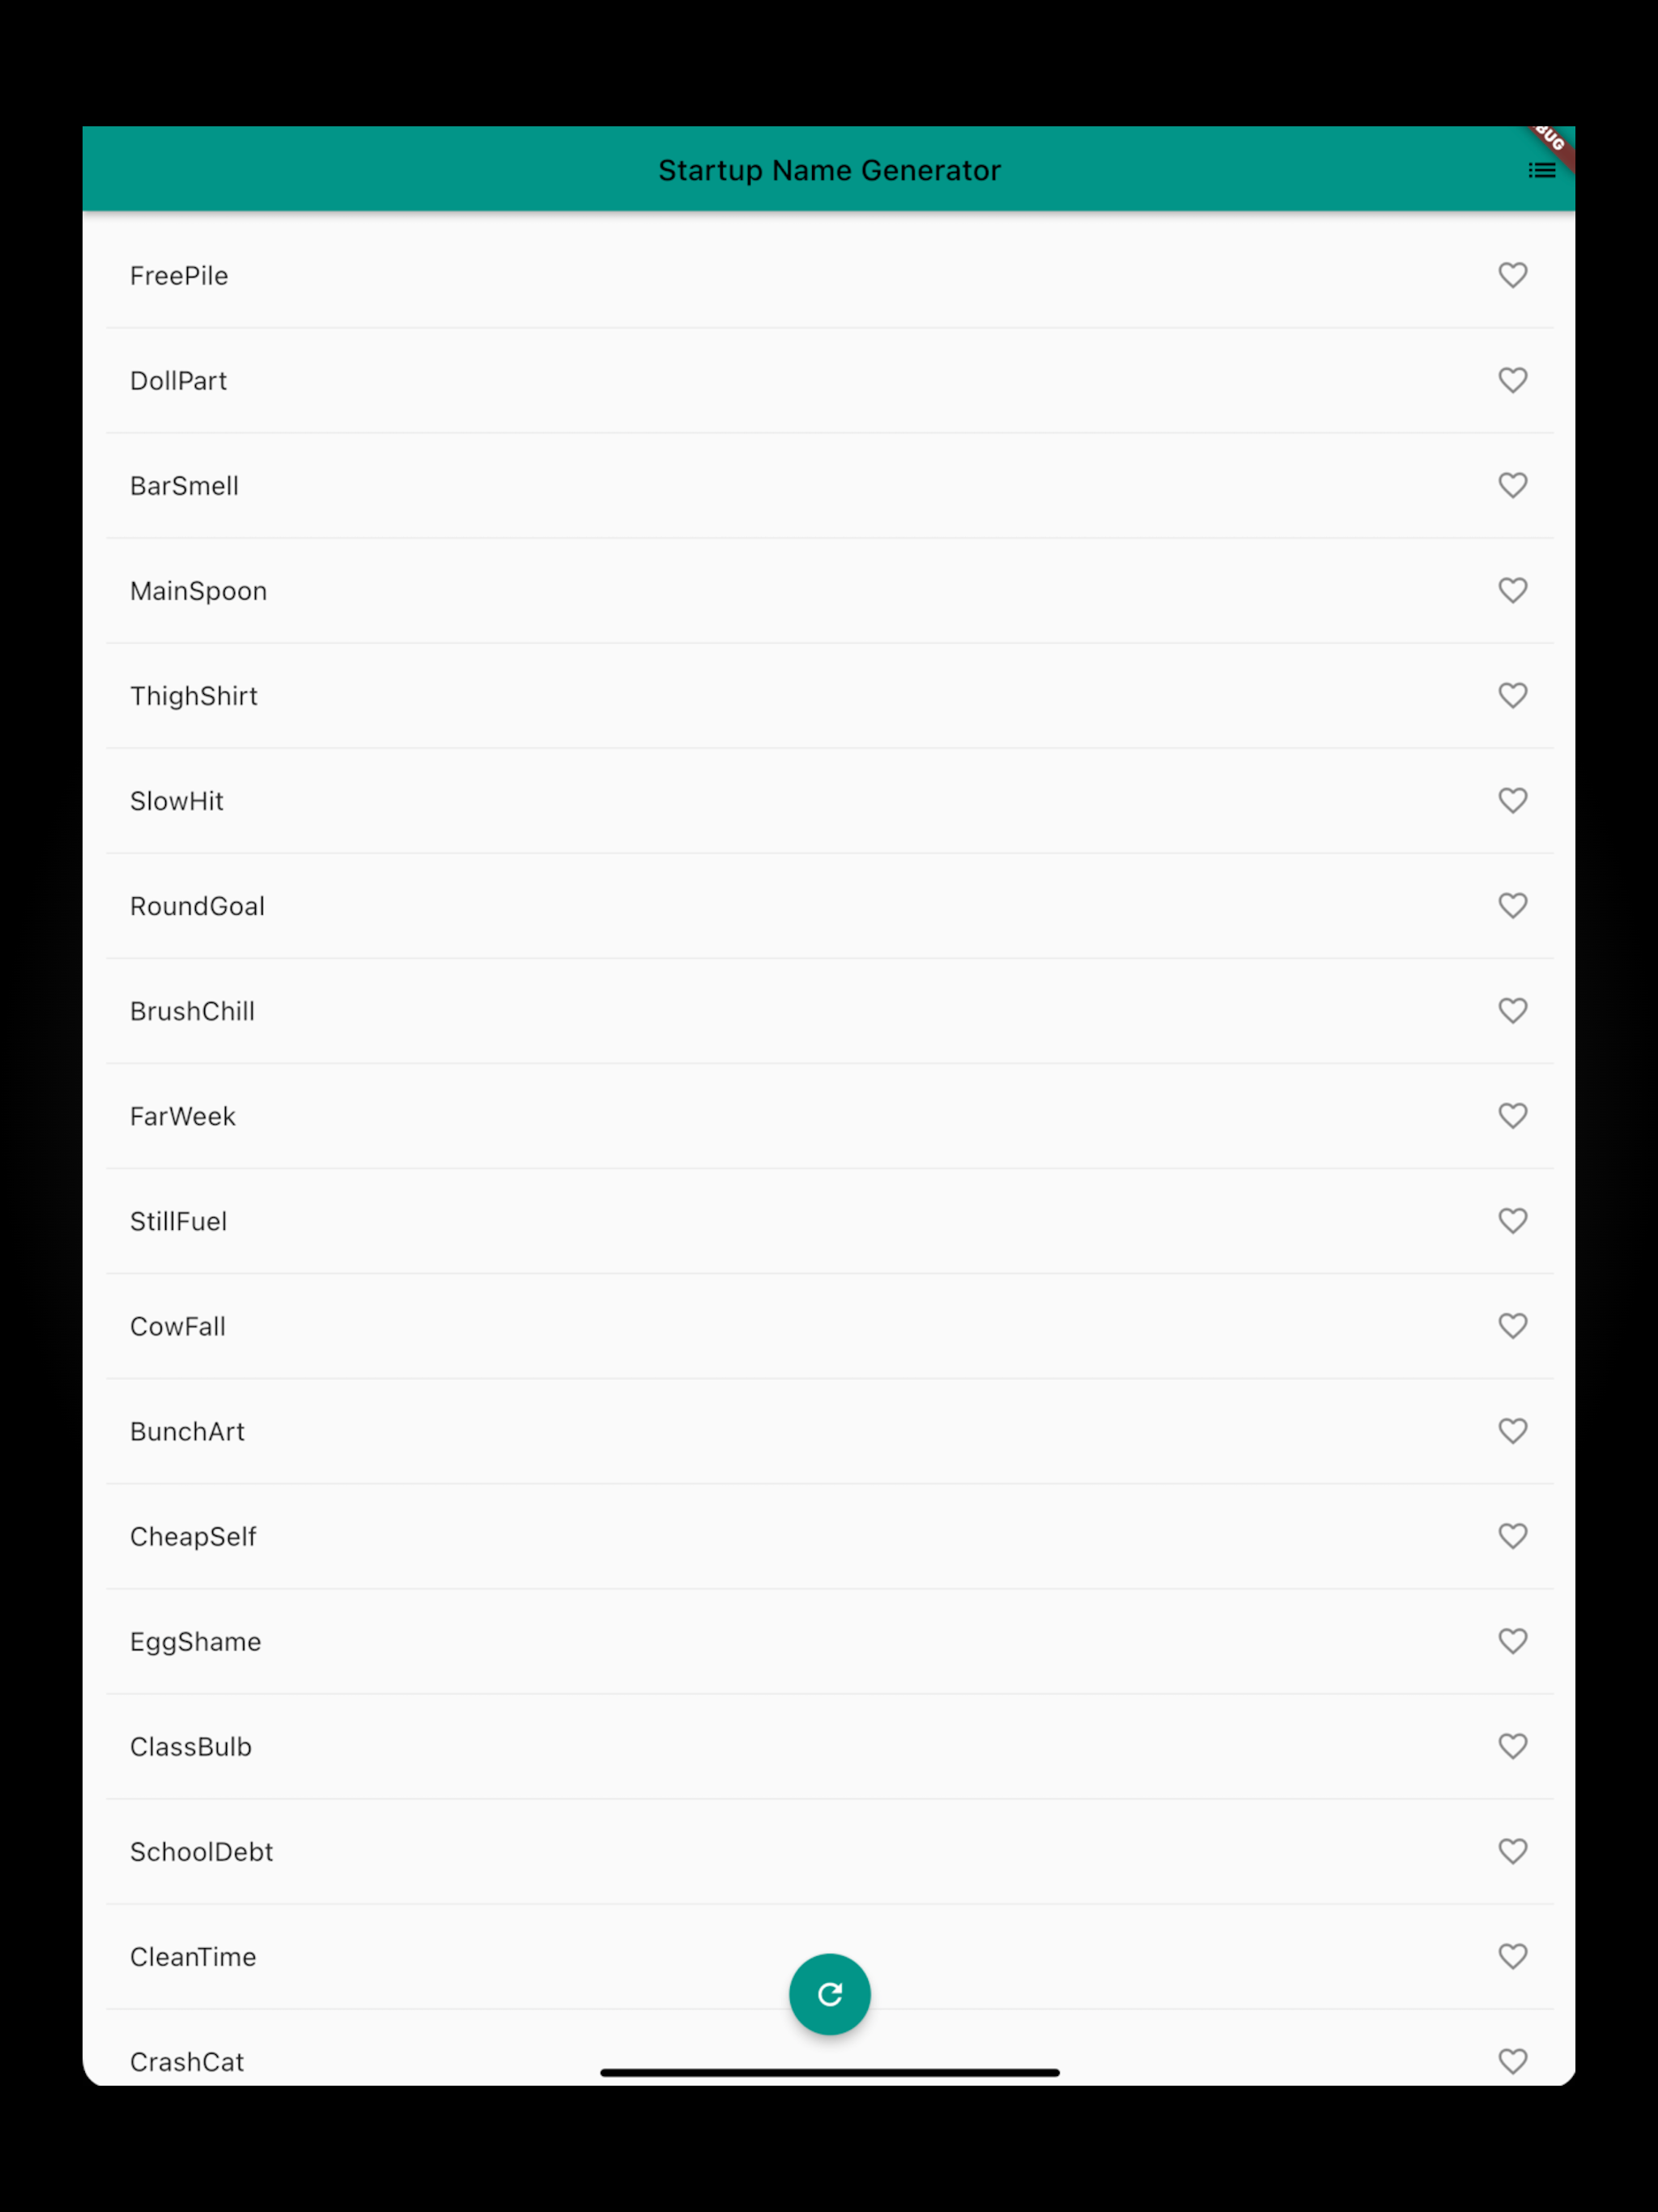 Startup Name Generator
FreePile
DollPart
BarSmell
MainSpoon
ThighShirt
SlowHit
RoundGoal
BrushChill
FarWeek
StillFuel
CowFall
BunchArt
CheapSelf
EggShame
ClassBulb
SchoolDebt
CleanTime
CrashCat